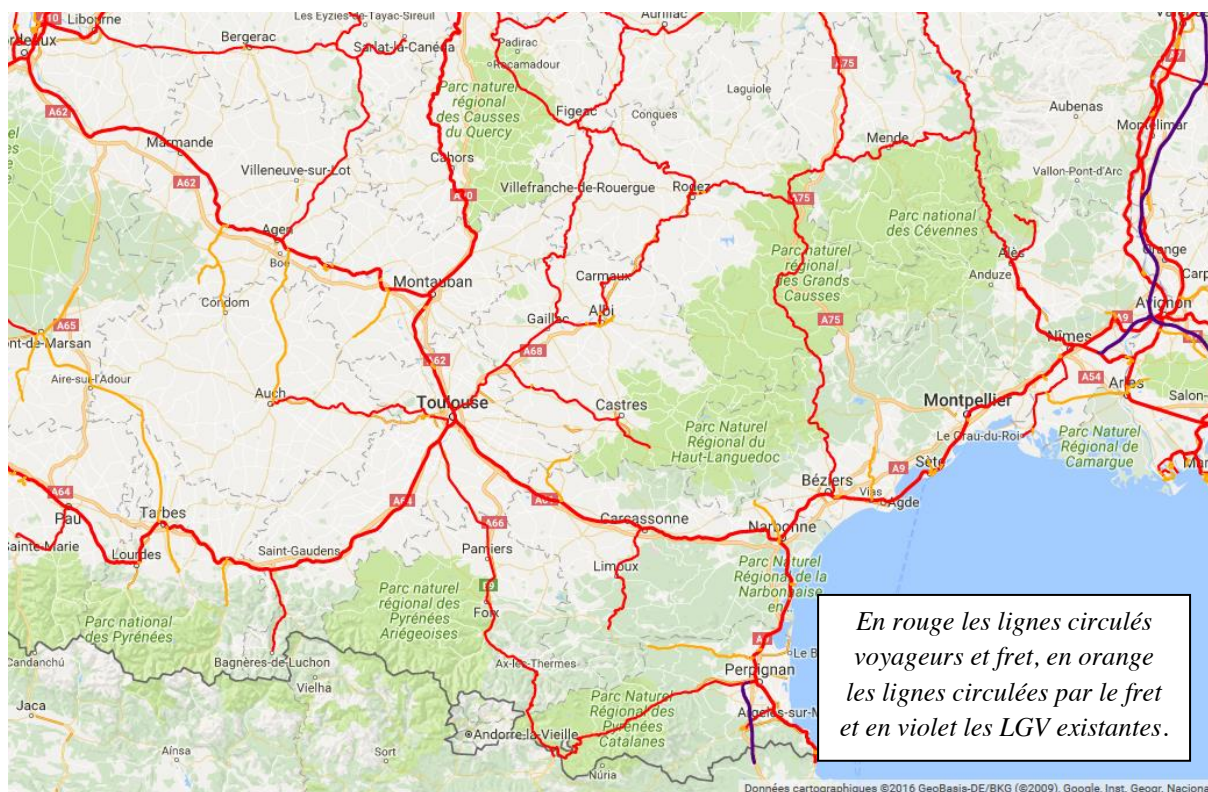 Libourne
Bergerac
Les Eyzies-de-Tayac-Sireuil
Sarlat-la-Canéda
Padirac
Rocamadour
Aurillac
A75
A7
Parc naturel
régional
des Causses
du Quercy
Laguiole
Aubenas
Figeac
Conques
Montélimar
A62
Marmande
Mende
Cahors
Vallon-Pont-d'Arc
Villeneuve-sur-Lot
A62
Villefranche-de-Rouergue
Rodez
A75
Parc national
des Cévennes
Agen
Boe
Parc naturel
régional
des Grands
Causses
Alès
Orange
Carp
Condom
Montauban
Carmaux
Anduze
Albi
Gaillac
Avignon
A65
ont-de-Marsan
A75
A9
Nîmes
A62
A68
Aire-sur-l'Adour
A54
Arles
Salon-
Auch
Toulouse
Castres
Montpellier
Parc Naturel
Régional du
Haut-Languedoc
Le Grau-du-Roi
Parc Naturel
Régional de
Camargue
A9
Sète
Béziers
Vias
Agde
A64
A64
Pau
Tarbes
A66
Carcassonne
Narbonne
Sainte-Marie
Lourdes
Saint-Gaudens
Pamiers
Limoux
Parc Naturel
Régional de la
Narbonnaise
en...
Parc naturel
régional des
Pyrénées
Ariégeoises
E9
Foix
Parc national
des Pyrénées
Bagnères-de-Luchon
Ax-les-Thermes
Perpignan
Candanchú
Vielha
Parc Naturel
Régional des
Pyrénées
Catalanes
Jaca
Andorre-la-Vieille
Aínsa
Sort
Núria
En rouge les lignes circulés
voyageurs et fret, en orange
les lignes circulées par le fret
et en violet les LGV existantes.
Données cartographiques ©2016 GeoBasis-DE/BKG (©2009), Google, Inst. Geogr. Naciona